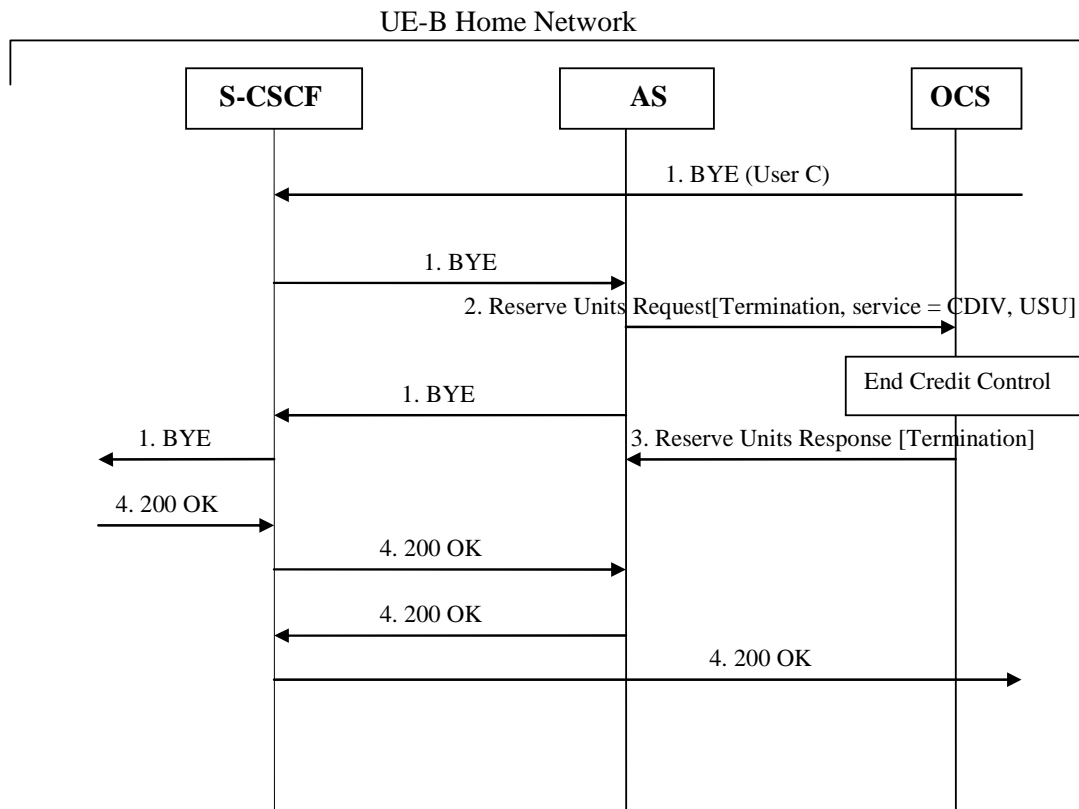 UE-B Home Network
S-CSCF
AS
OCS
1. BYE (User C)
1. BYE
2. Reserve Units Request[Termination, service = CDIV, USU]
End Credit Control
1. BYE
1. BYE
3. Reserve Units Response [Termination]
4. 200 OK
4. 200 OK
4. 200 OK
4. 200 OK